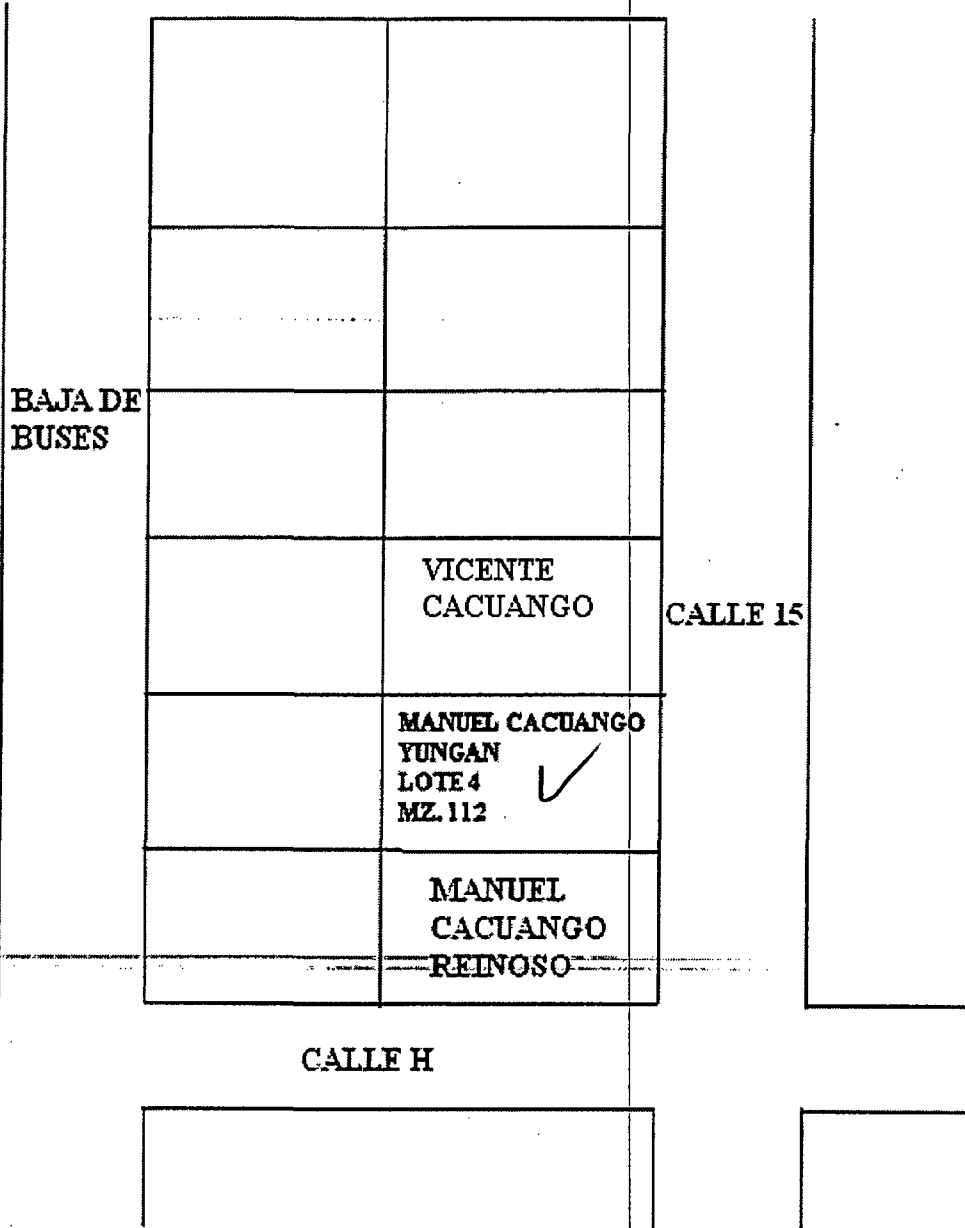 BAJA DE
BUSES
VICENTE
CACUANGO
CALLE 15
MANUEL CACUANGO
YUNGAN
LOTE 4
MZ. 112
MANUEL
CACUANGO
REINOSO
CALLE H